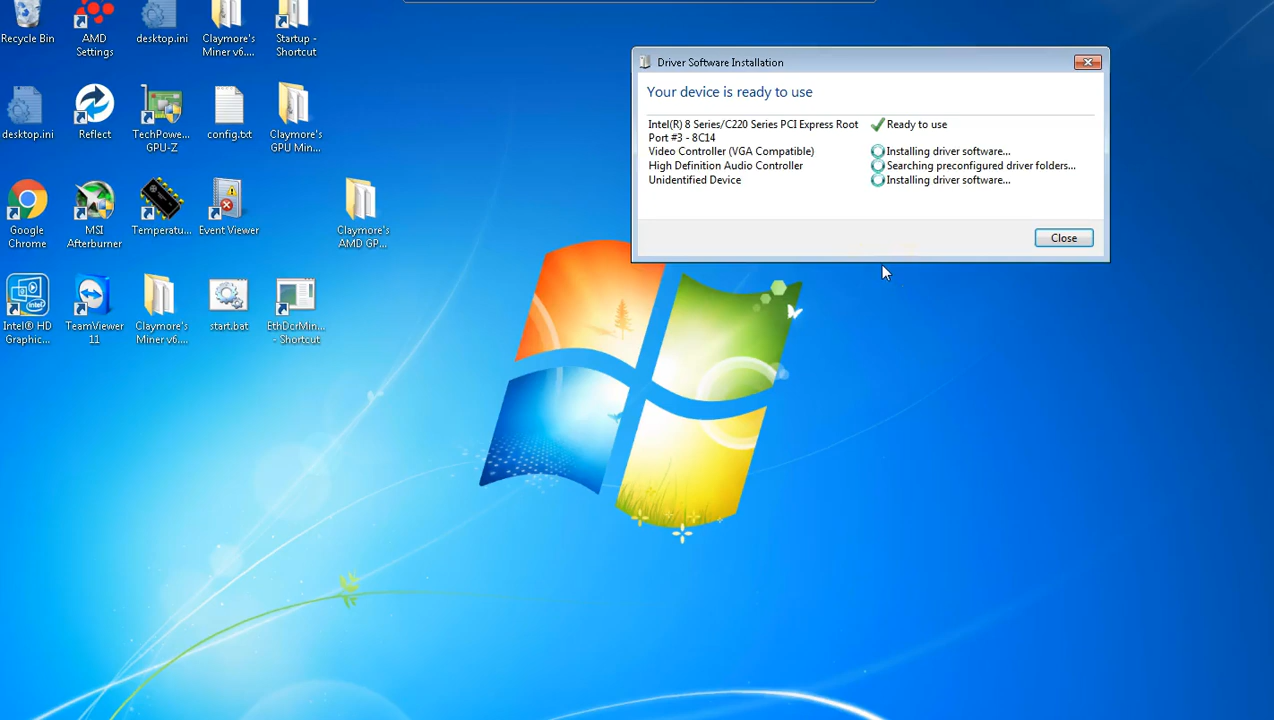 Recycle Bin
AMD
Settings
desktop.ini
Claymore's
Miner v6....
Startup -
Shortcut
desktop.ini
Reflect
TechPowe...
GPU-Z
config.txt
Claymore's
GPU Min...
Google
Chrome
MSI
Afterburner
Temperatu...
Event Viewer
Claymore's
AMD GP...
Intel® HD
Graphic...
TeamViewer
11
Claymore's
Miner v6....
start.bat
EthDcrMin...
- Shortcut
Driver Software Installation
Your device is ready to use
Intel(R) 8 Series/C220 Series PCI Express Root
Port #3 - 8C14
Ready to use
Video Controller (VGA Compatible)
Installing driver software...
High Definition Audio Controller
Searching preconfigured driver folders...
Unidentified Device
Installing driver software...
Close